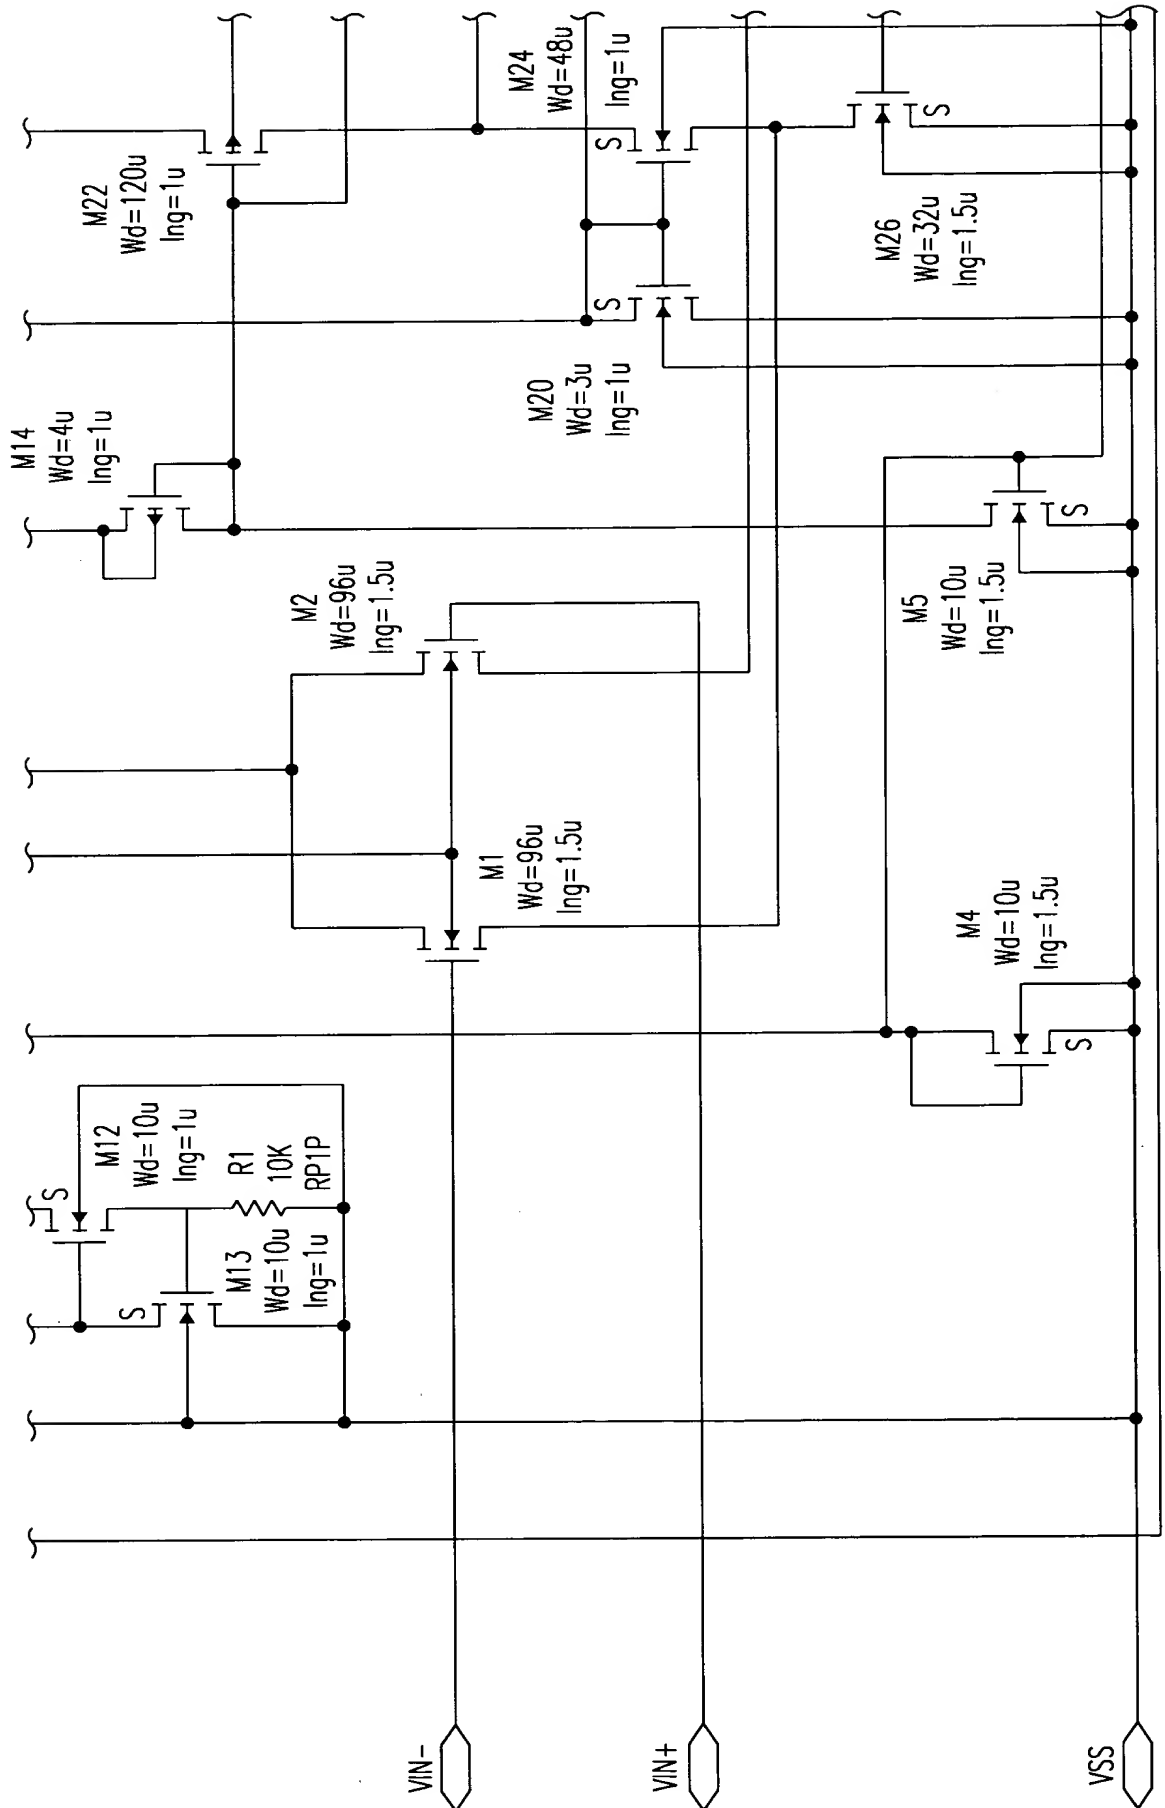 M22
Wd=120u
lng=1u
M24
Wd=48u
lng=1u
S
S
M26
Wd=32u
lng=1.5u
M20
Wd=3u
lng=1u
S
M14
Wd=4u
lng=1u
M5
Wd=10u
lng=1.5u
S
M2
Wd=96u
lng=1.5u
M1
Wd=96u
lng=1.5u
M4
Wd=10u
lng=1.5u
S
M12
Wd=10u
lng=1u
S
R1
10K
RP1P
M13
Wd=10u
lng=1u
S
VIN-
VIN+
VSS